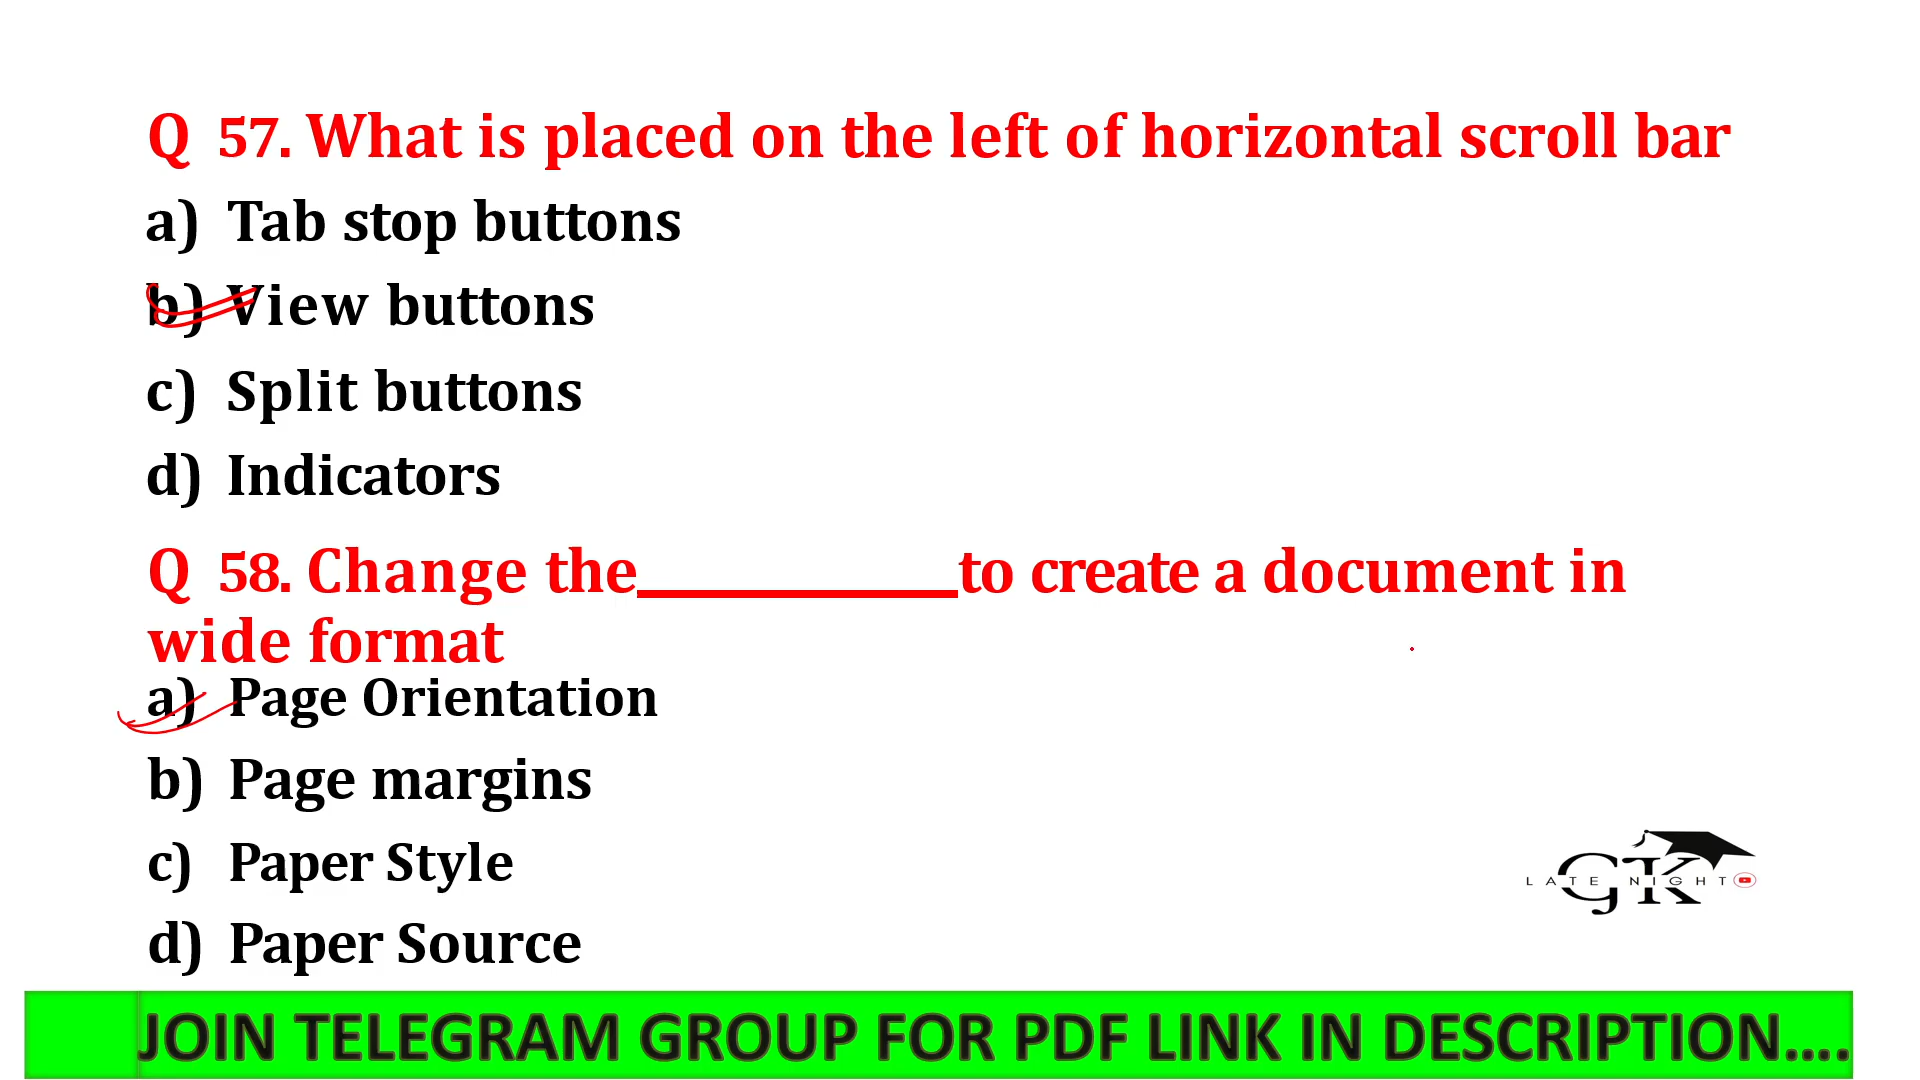 Q 57. What is placed on the left of horizontal scroll bar
a) Tab stop buttons
b) View buttons
c) Split buttons
d) Indicators
Q 58. Change the__________to create a document in
wide format
a) Page Orientation
b) Page margins
c) Paper Style
d) Paper Source
GK
LATE NIGHT
JOIN TELEGRAM GROUP FOR PDF LINK IN DESCRIPTION....